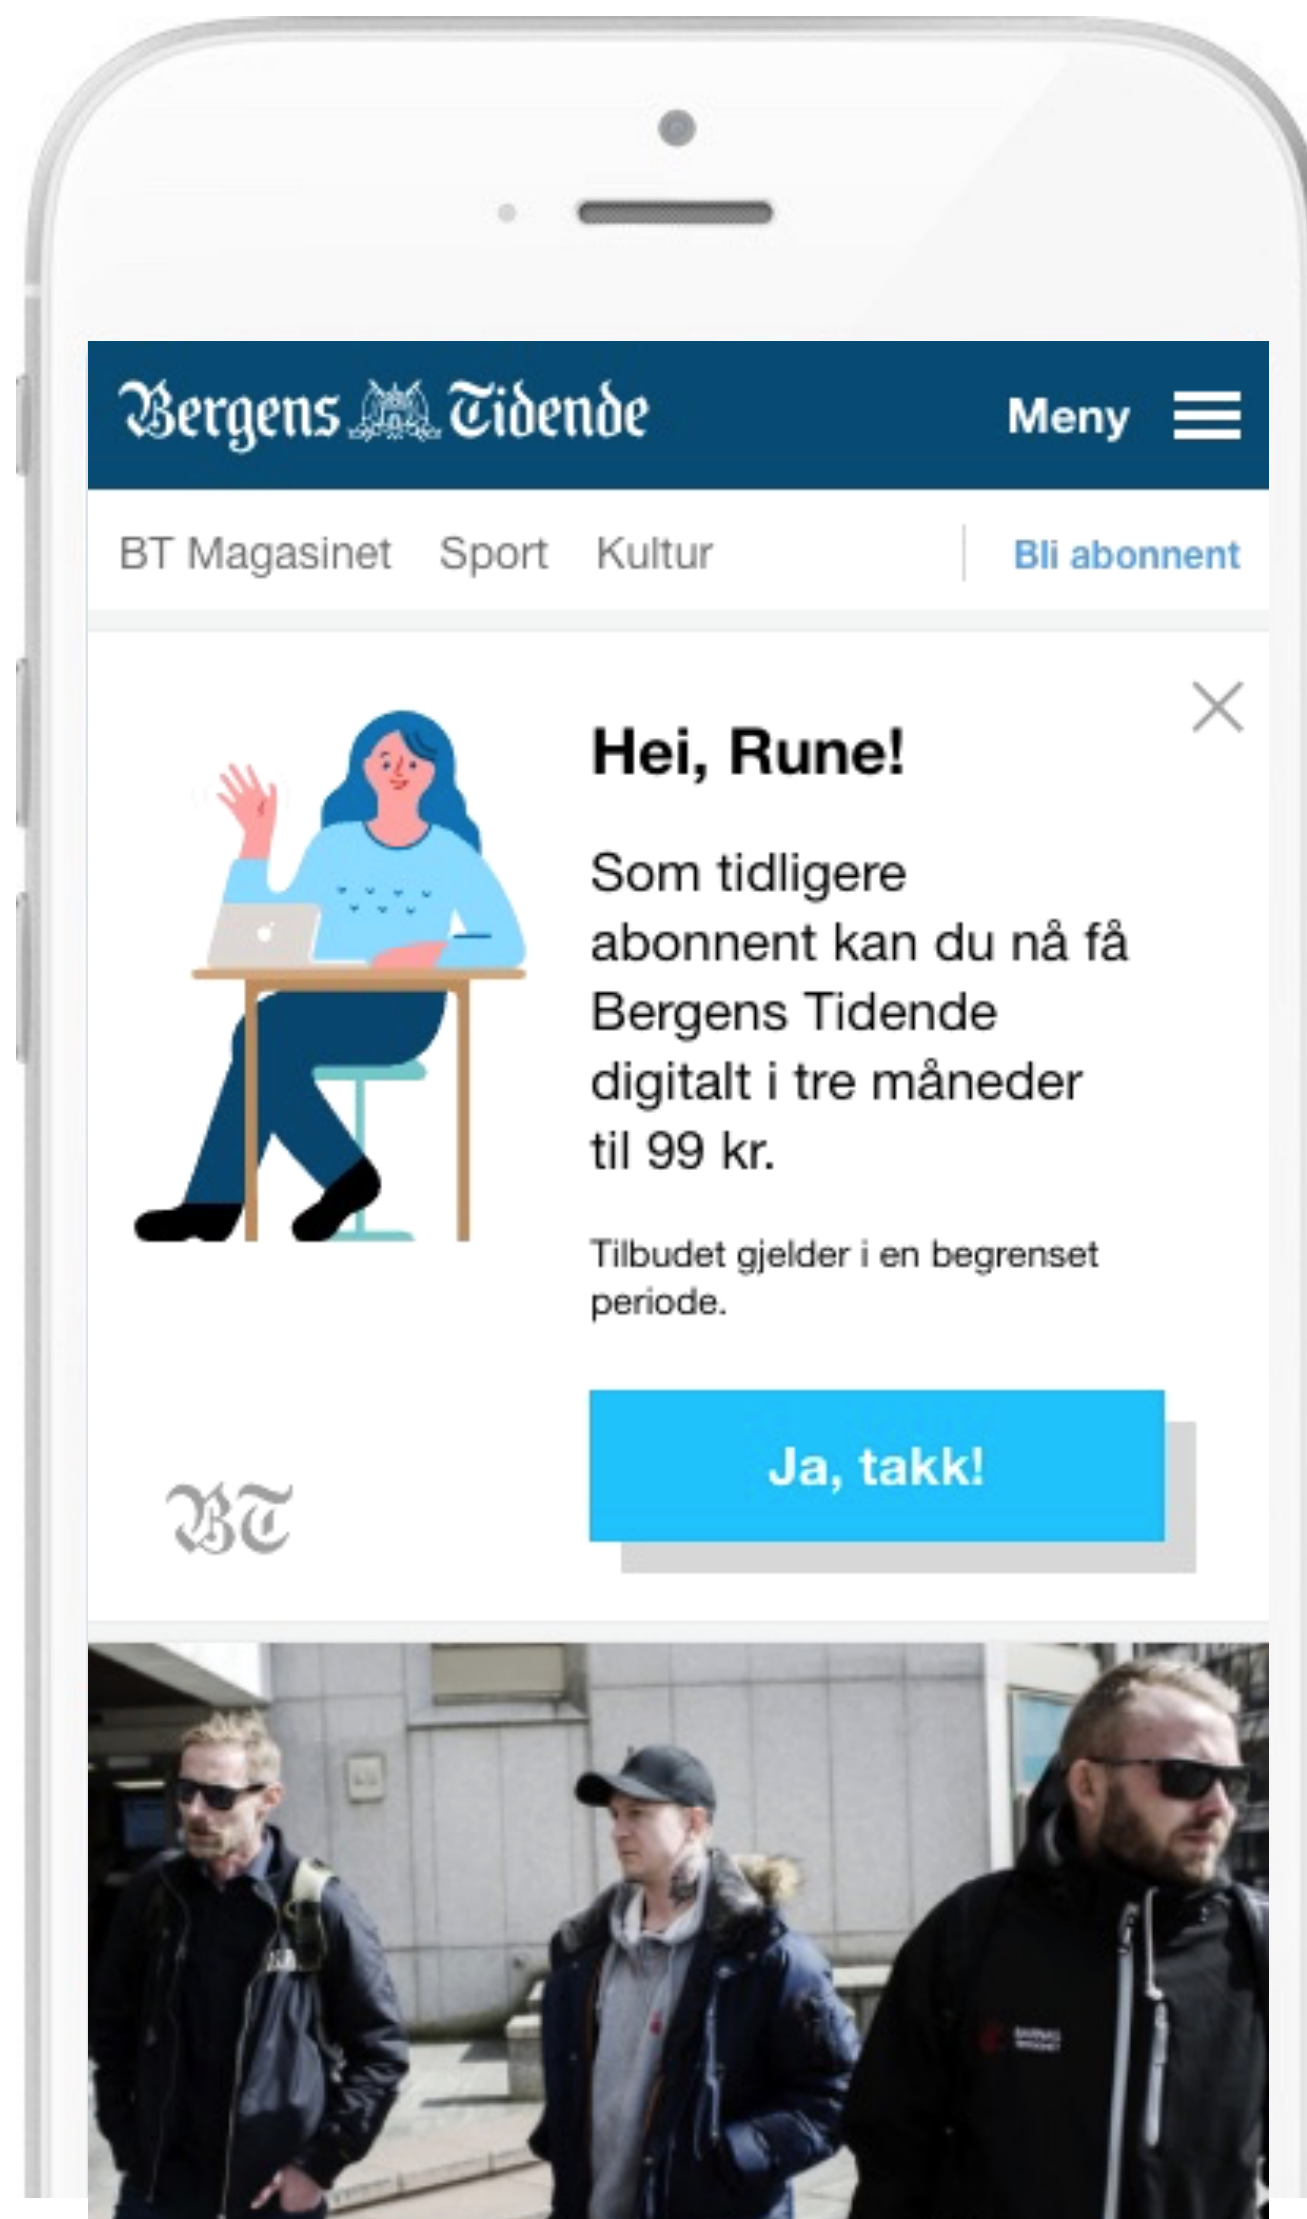 Bergens Tidende
Meny
BT Magasinet Sport Kultur Bli abonnent
Hei, Rune!
Som tidligere
abonnent kan du nå få
Bergens Tidende
digitalt i tre måneder
til 99 kr.
Tilbudet gjelder i en begrenset
periode.
Ja, takk!
BT